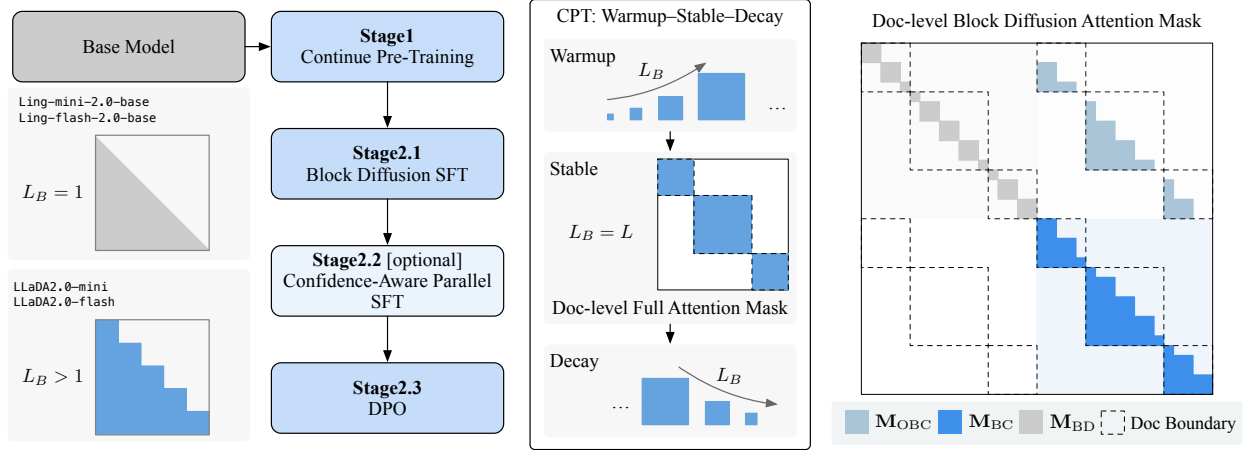 Base Model
Ling-mini-2.0-base
Ling-flash-2.0-base
L_B = 1
LLaDA2.0-mini
LLaDA2.0-flash
L_B > 1
Stage1
Continue Pre-Training
Stage2.1
Block Diffusion SFT
Stage2.2 [optional]
Confidence-Aware Parallel
SFT
Stage2.3
DPO
CPT: Warmup–Stable–Decay
Warmup
L_B
...
Stable
L_B = L
Doc-level Full Attention Mask
Decay
L_B
...
Doc-level Block Diffusion Attention Mask
M_OBC M_BC M_BD Doc Boundary